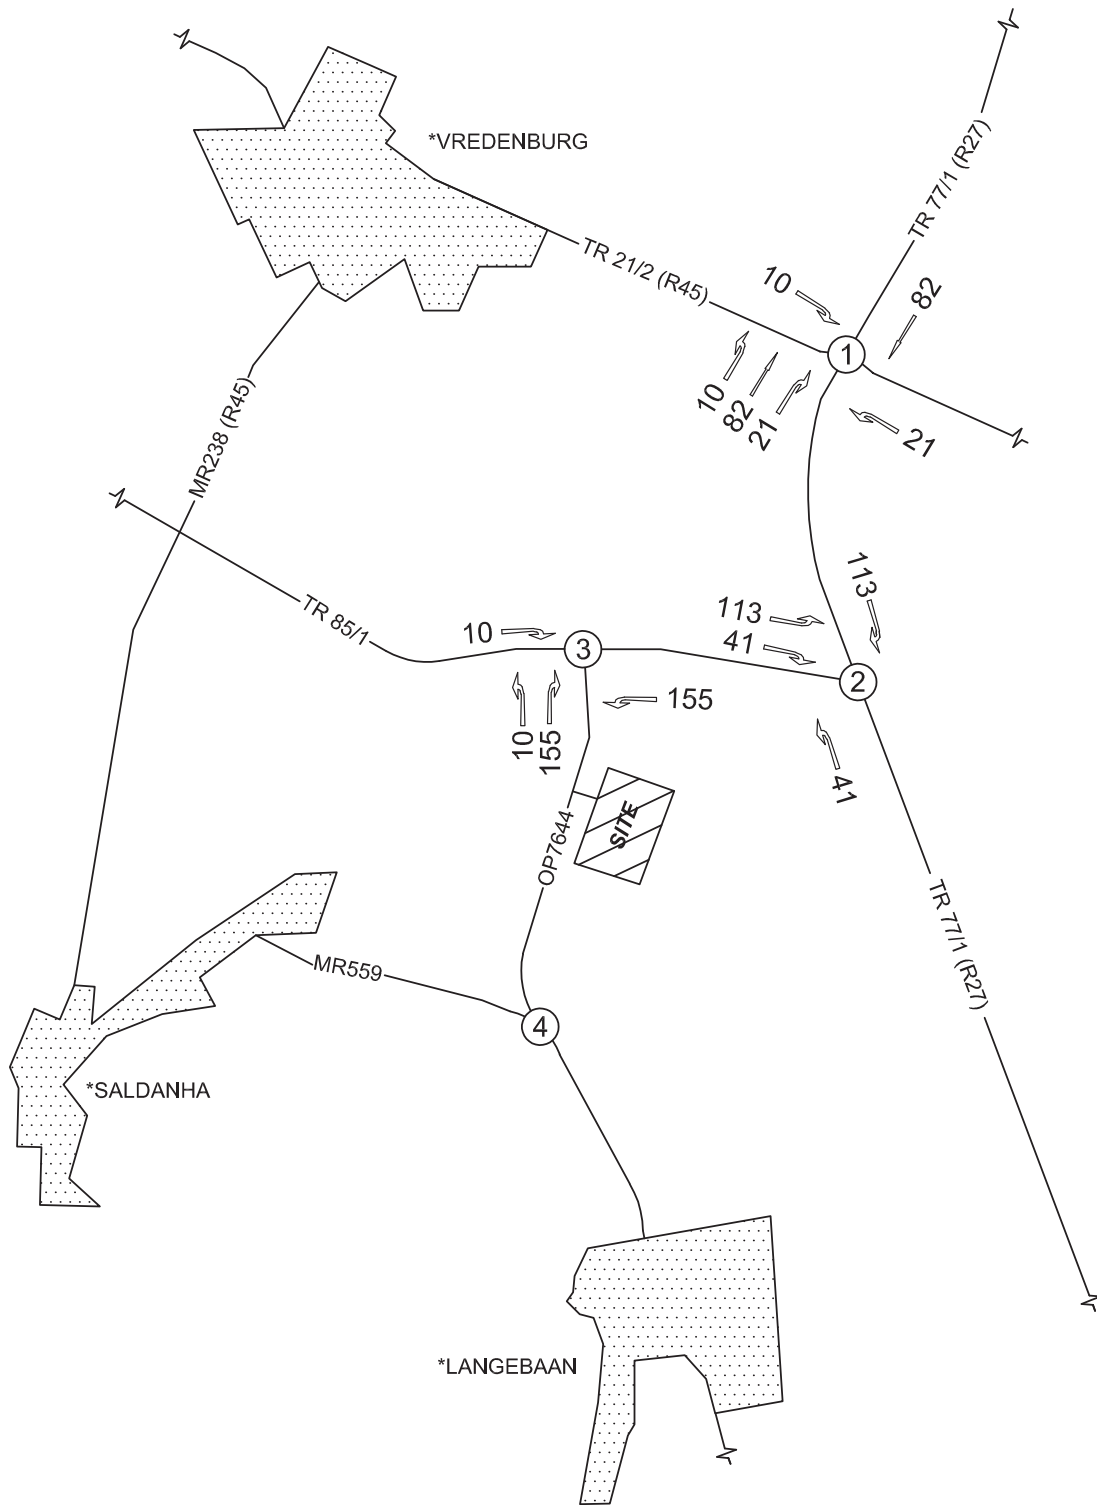 *VREDENBURG
TR 77/1 (R27)
TR 21/2 (R45)
10
82
1
10
82
21
21
MR238 (R45)
TR 85/1
113
113
41
10
3
2
155
10
155
41
SITE
OP7644
TR 77/1 (R27)
MR559
4
*SALDANHA
*LANGEBAAN